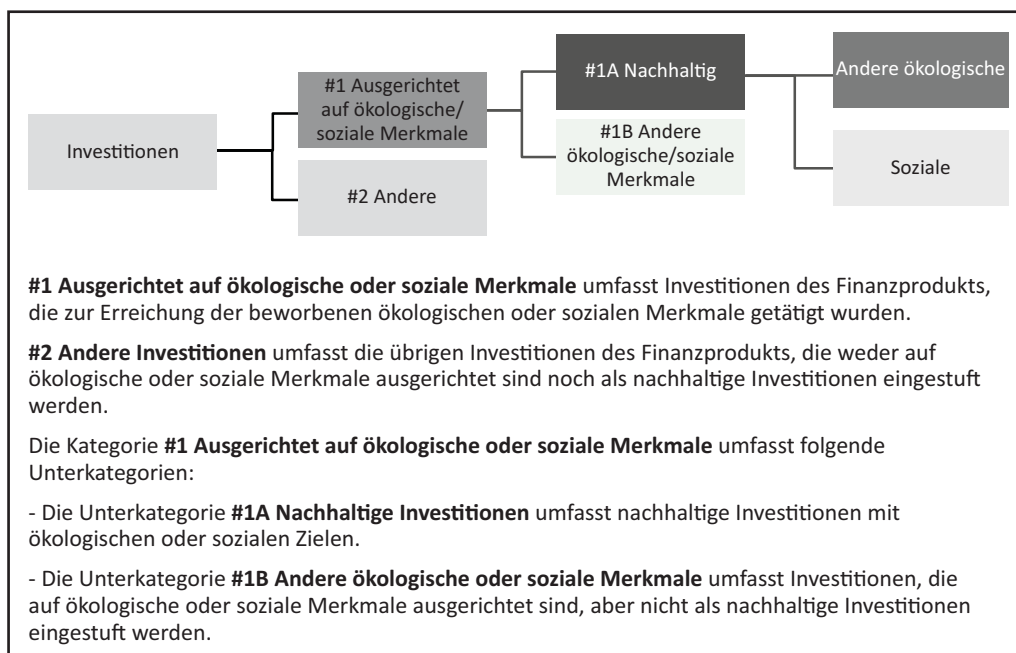 Investitionen
#1 Ausgerichtet
auf ökologische/
soziale Merkmale
#2 Andere
#1A Nachhaltig
#1B Andere
ökologische/soziale
Merkmale
Andere ökologische
Soziale
#1 Ausgerichtet auf ökologische oder soziale Merkmale umfasst Investitionen des Finanzprodukts,
die zur Erreichung der beworbenen ökologischen oder sozialen Merkmale getätigt wurden.
#2 Andere Investitionen umfasst die übrigen Investitionen des Finanzprodukts, die weder auf
ökologische oder soziale Merkmale ausgerichtet sind noch als nachhaltige Investitionen eingestuft
werden.
Die Kategorie #1 Ausgerichtet auf ökologische oder soziale Merkmale umfasst folgende
Unterkategorien:
- Die Unterkategorie #1A Nachhaltige Investitionen umfasst nachhaltige Investitionen mit
ökologischen oder sozialen Zielen.
- Die Unterkategorie #1B Andere ökologische oder soziale Merkmale umfasst Investitionen, die
auf ökologische oder soziale Merkmale ausgerichtet sind, aber nicht als nachhaltige Investitionen
eingestuft werden.